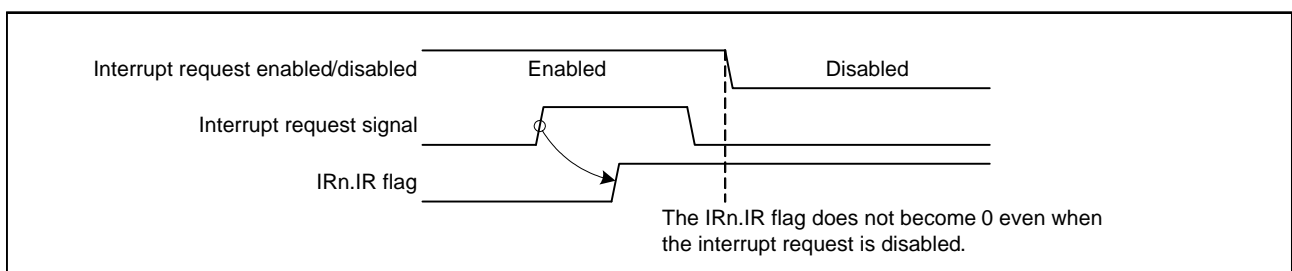 Interrupt request enabled/disabled Enabled Disabled
Interrupt request signal
IRn.IR flag
The IRn.IR flag does not become 0 even when
the interrupt request is disabled.